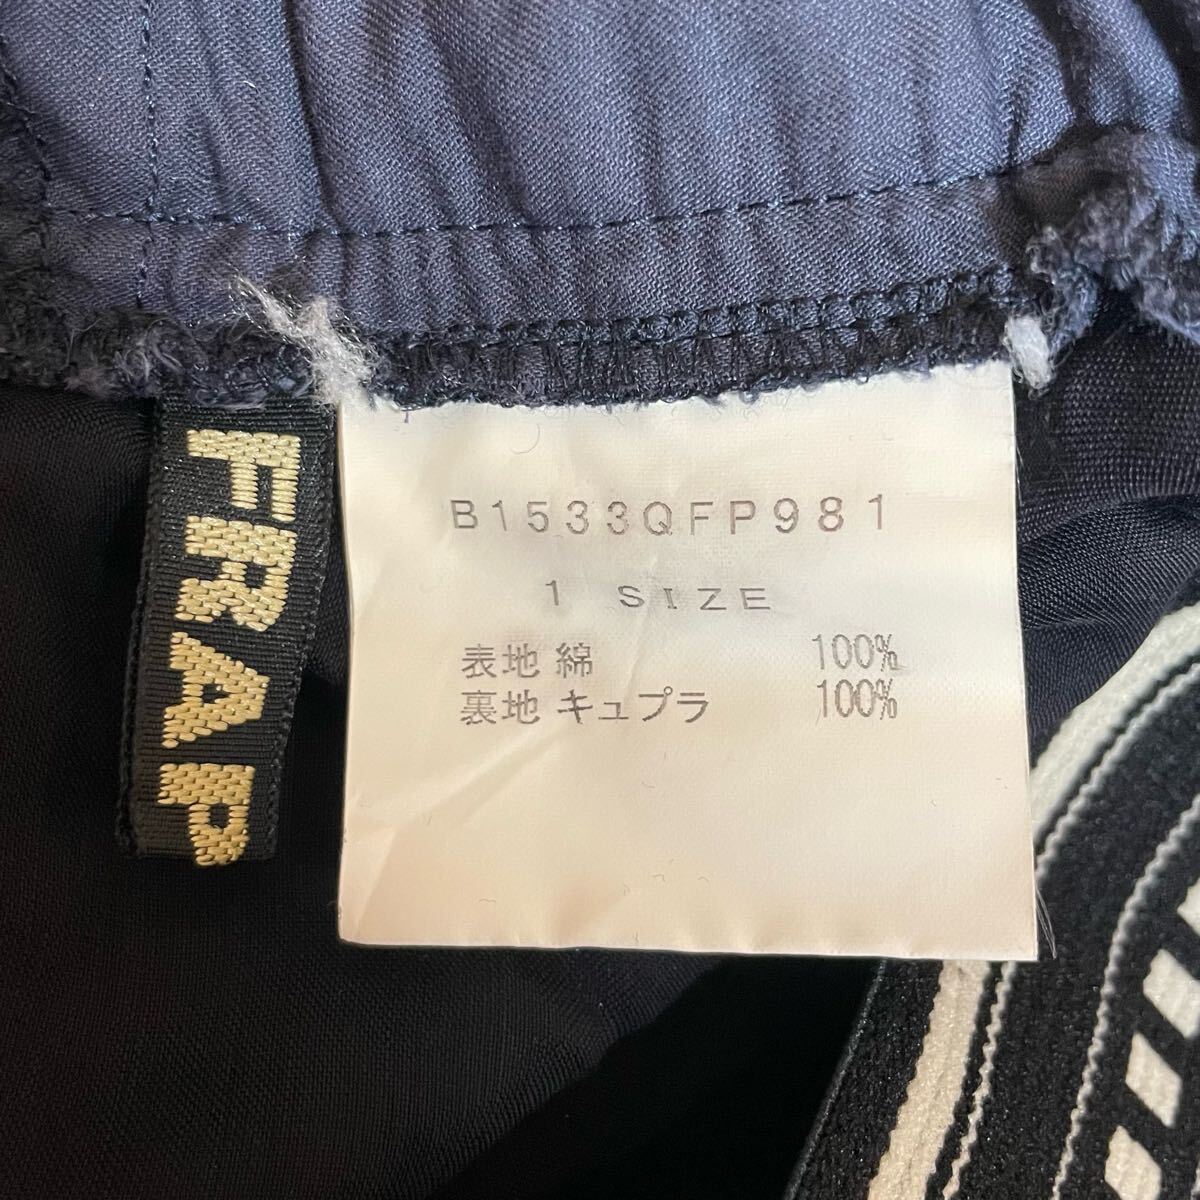 FRAP
B1533QFP981
1 SIZE
表地 綿 100%
裏地 キュプラ 100%